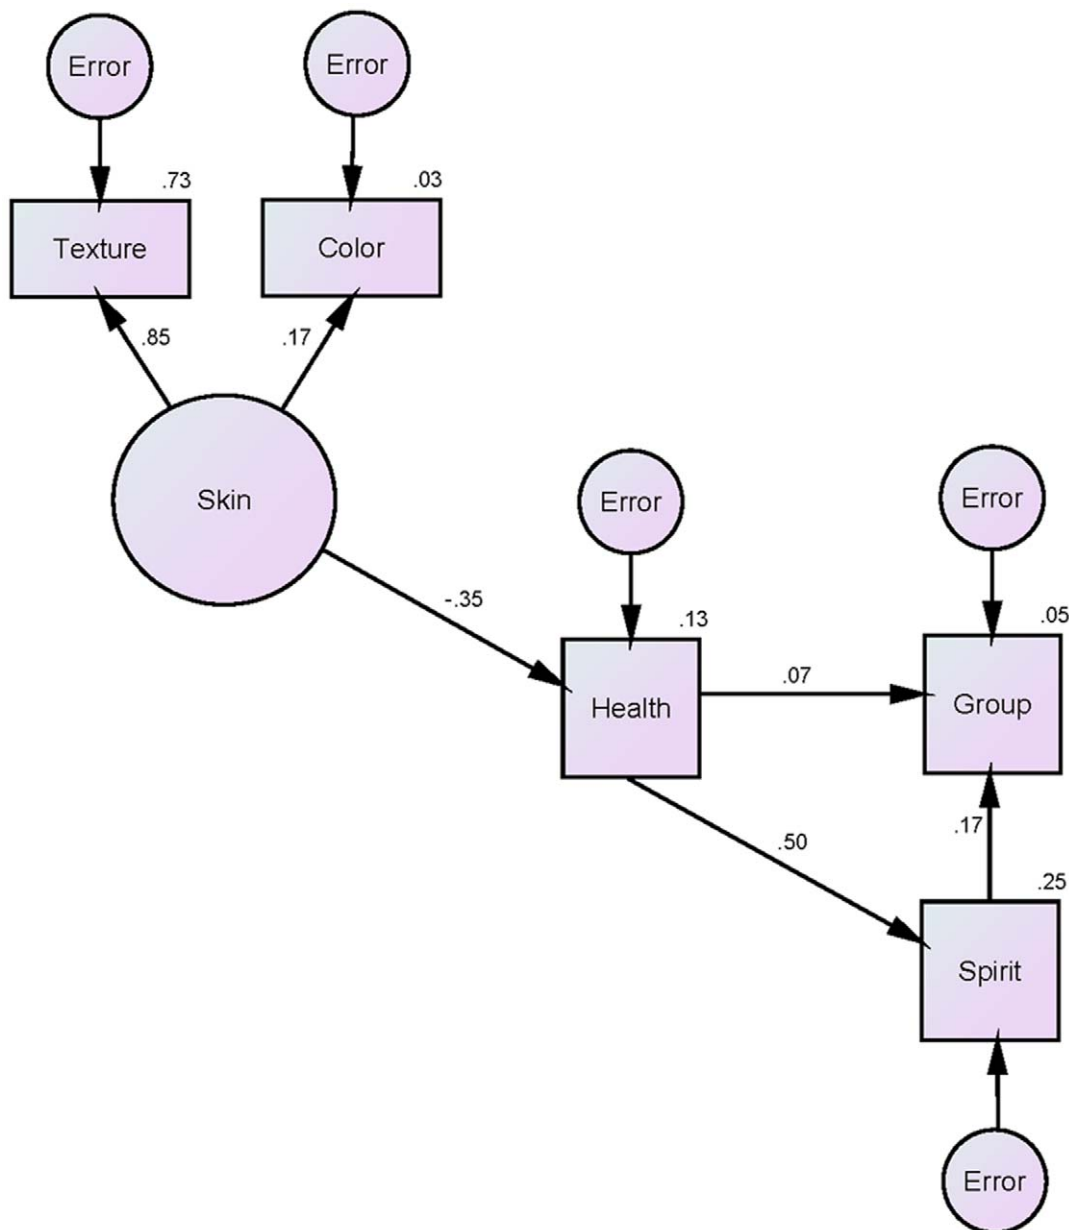 Error
Error
.73
.03
Texture
Color
.85
.17
Skin
Error
Error
-.35
.13
.05
.07
Health
Group
.17
.50
.25
Spirit
Error